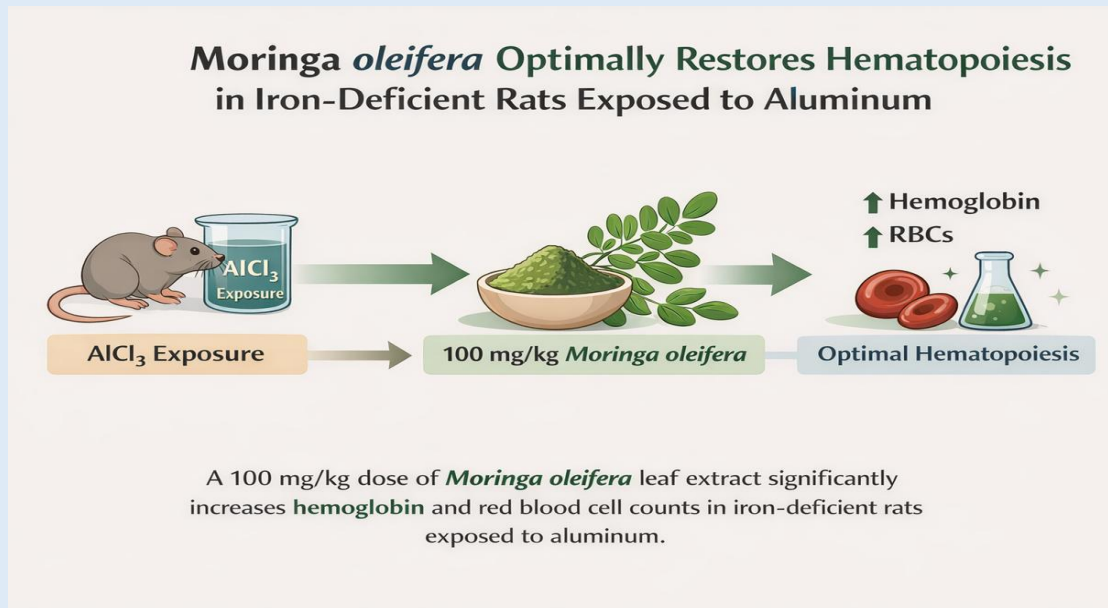 Moringa oleifera Optimally Restores Hematopoiesis
in Iron-Deficient Rats Exposed to Aluminum
Hemoglobin
RBCs
AlCl₃
Exposure
AlCl₃ Exposure
100 mg/kg Moringa oleifera
Optimal Hematopoiesis
A 100 mg/kg dose of Moringa oleifera leaf extract significantly
increases hemoglobin and red blood cell counts in iron-deficient rats
exposed to aluminum.